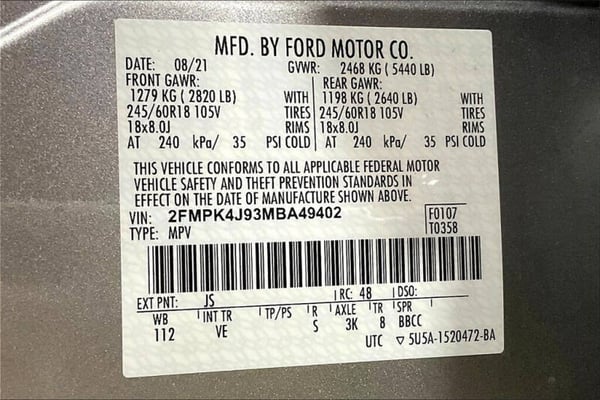 MFD. BY FORD MOTOR CO.
DATE: 08/21 GVWR: 2468 KG ( 5440 LB)
FRONT GAWR: REAR GAWR:
1279 KG ( 2820 LB) WITH 1198 KG ( 2640 LB) WITH
245/60R18 105V TIRES 245/60R18 105V TIRES
18x8.0J RIMS 18x8.0J RIMS
AT 240 kPa/ 35 PSI COLD AT 240 kPa/ 35 PSI COLD
THIS VEHICLE CONFORMS TO ALL APPLICABLE FEDERAL MOTOR
VEHICLE SAFETY AND THEFT PREVENTION STANDARDS IN
EFFECT ON THE DATE OF MANUFACTURE SHOWN ABOVE.
VIN: 2FMPK4J93MBA49402 F0107
TYPE: MPV T0358
EXT PNT: JS RC: 48 DSO:
WB INT TR TP/PS R AXLE TR SPR
112 VE S 3K 8 BBCC
UTC ▽ 5U5A-1520472-BA